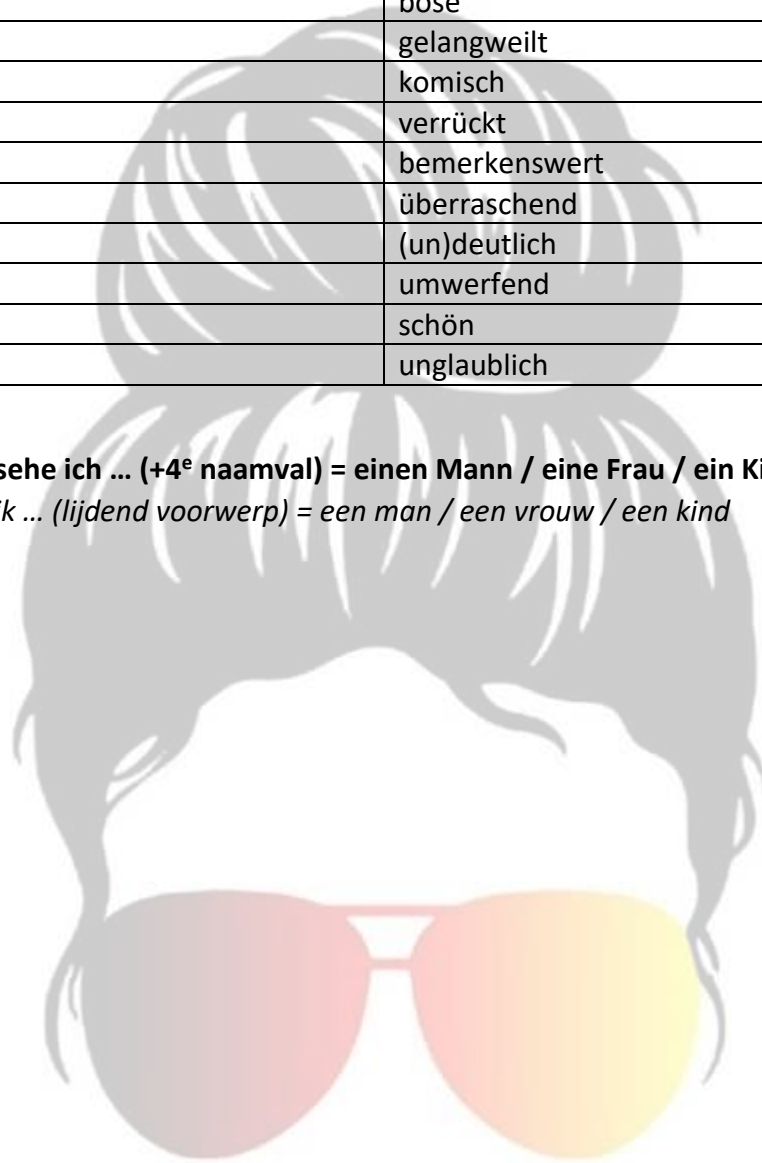 böse
gelangweilt
komisch
verrückt
bemerkenswert
überraschend
(un)deutlich
umwerfend
schön
unglaublich
sehe ich … (+4e naamval) = einen Mann / eine Frau / ein
… (lijdend voorwerp) = een man / een vrouw / een kind